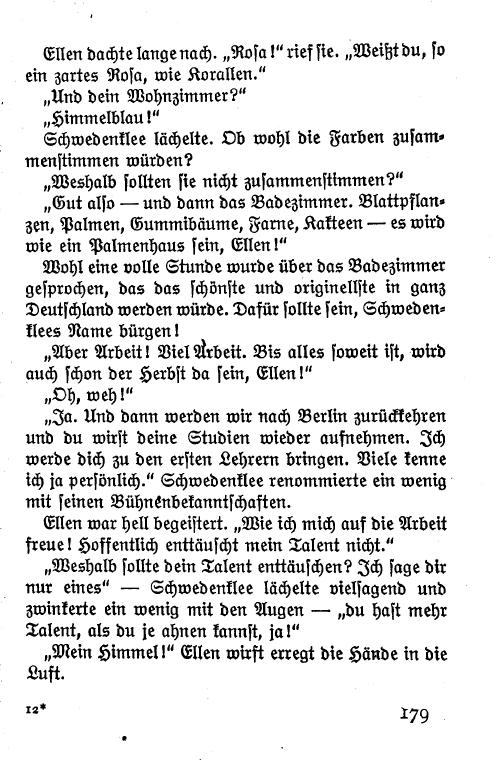 Ellen dachte lange nach. „Rosa!“ rief sie. „Weißt du, so
ein zartes Rosa, wie Korallen.“
„Und dein Wohnzimmer?“
„Himmelblau!“
Schwedenklee lächelte. Ob wohl die Farben zusam-
menstimmen würden?
„Weshalb sollten sie nicht zusammenstimmen?“
„Gut also — und dann das Badezimmer. Blattpflan-
zen, Palmen, Gummibäume, Farne, Kakteen — es wird
wie ein Palmenhaus sein, Ellen!“
Wohl eine volle Stunde wurde über das Badezimmer
gesprochen, das das schönste und originellste in ganz
Deutschland werden würde. Dafür sollte sein, Schweden-
klees Name bürgen!
„Aber Arbeit! Viel Arbeit. Bis alles soweit ist, wird
auch schon der Herbst da sein, Ellen!“
„Oh, weh!“
„Ja. Und dann werden wir nach Berlin zurückkehren
und du wirst deine Studien wieder aufnehmen. Ich
werde dich zu den ersten Lehrern bringen. Viele kenne
ich ja persönlich.“ Schwedenklee renommierte ein wenig
mit seinen Bühnenbekanntschaften.
Ellen war hell begeistert. „Wie ich mich auf die Arbeit
freue! Hoffentlich enttäuscht mein Talent nicht.“
„Weshalb sollte dein Talent enttäuschen? Ich sage dir
nur eines“ — Schwedenklee lächelte vielsagend und
zwinkerte ein wenig mit den Augen — „du hast mehr
Talent, als du je ahnen kannst, ja!“
„Mein Himmel!“ Ellen wirft erregt die Hände in die
Luft.
12*
179